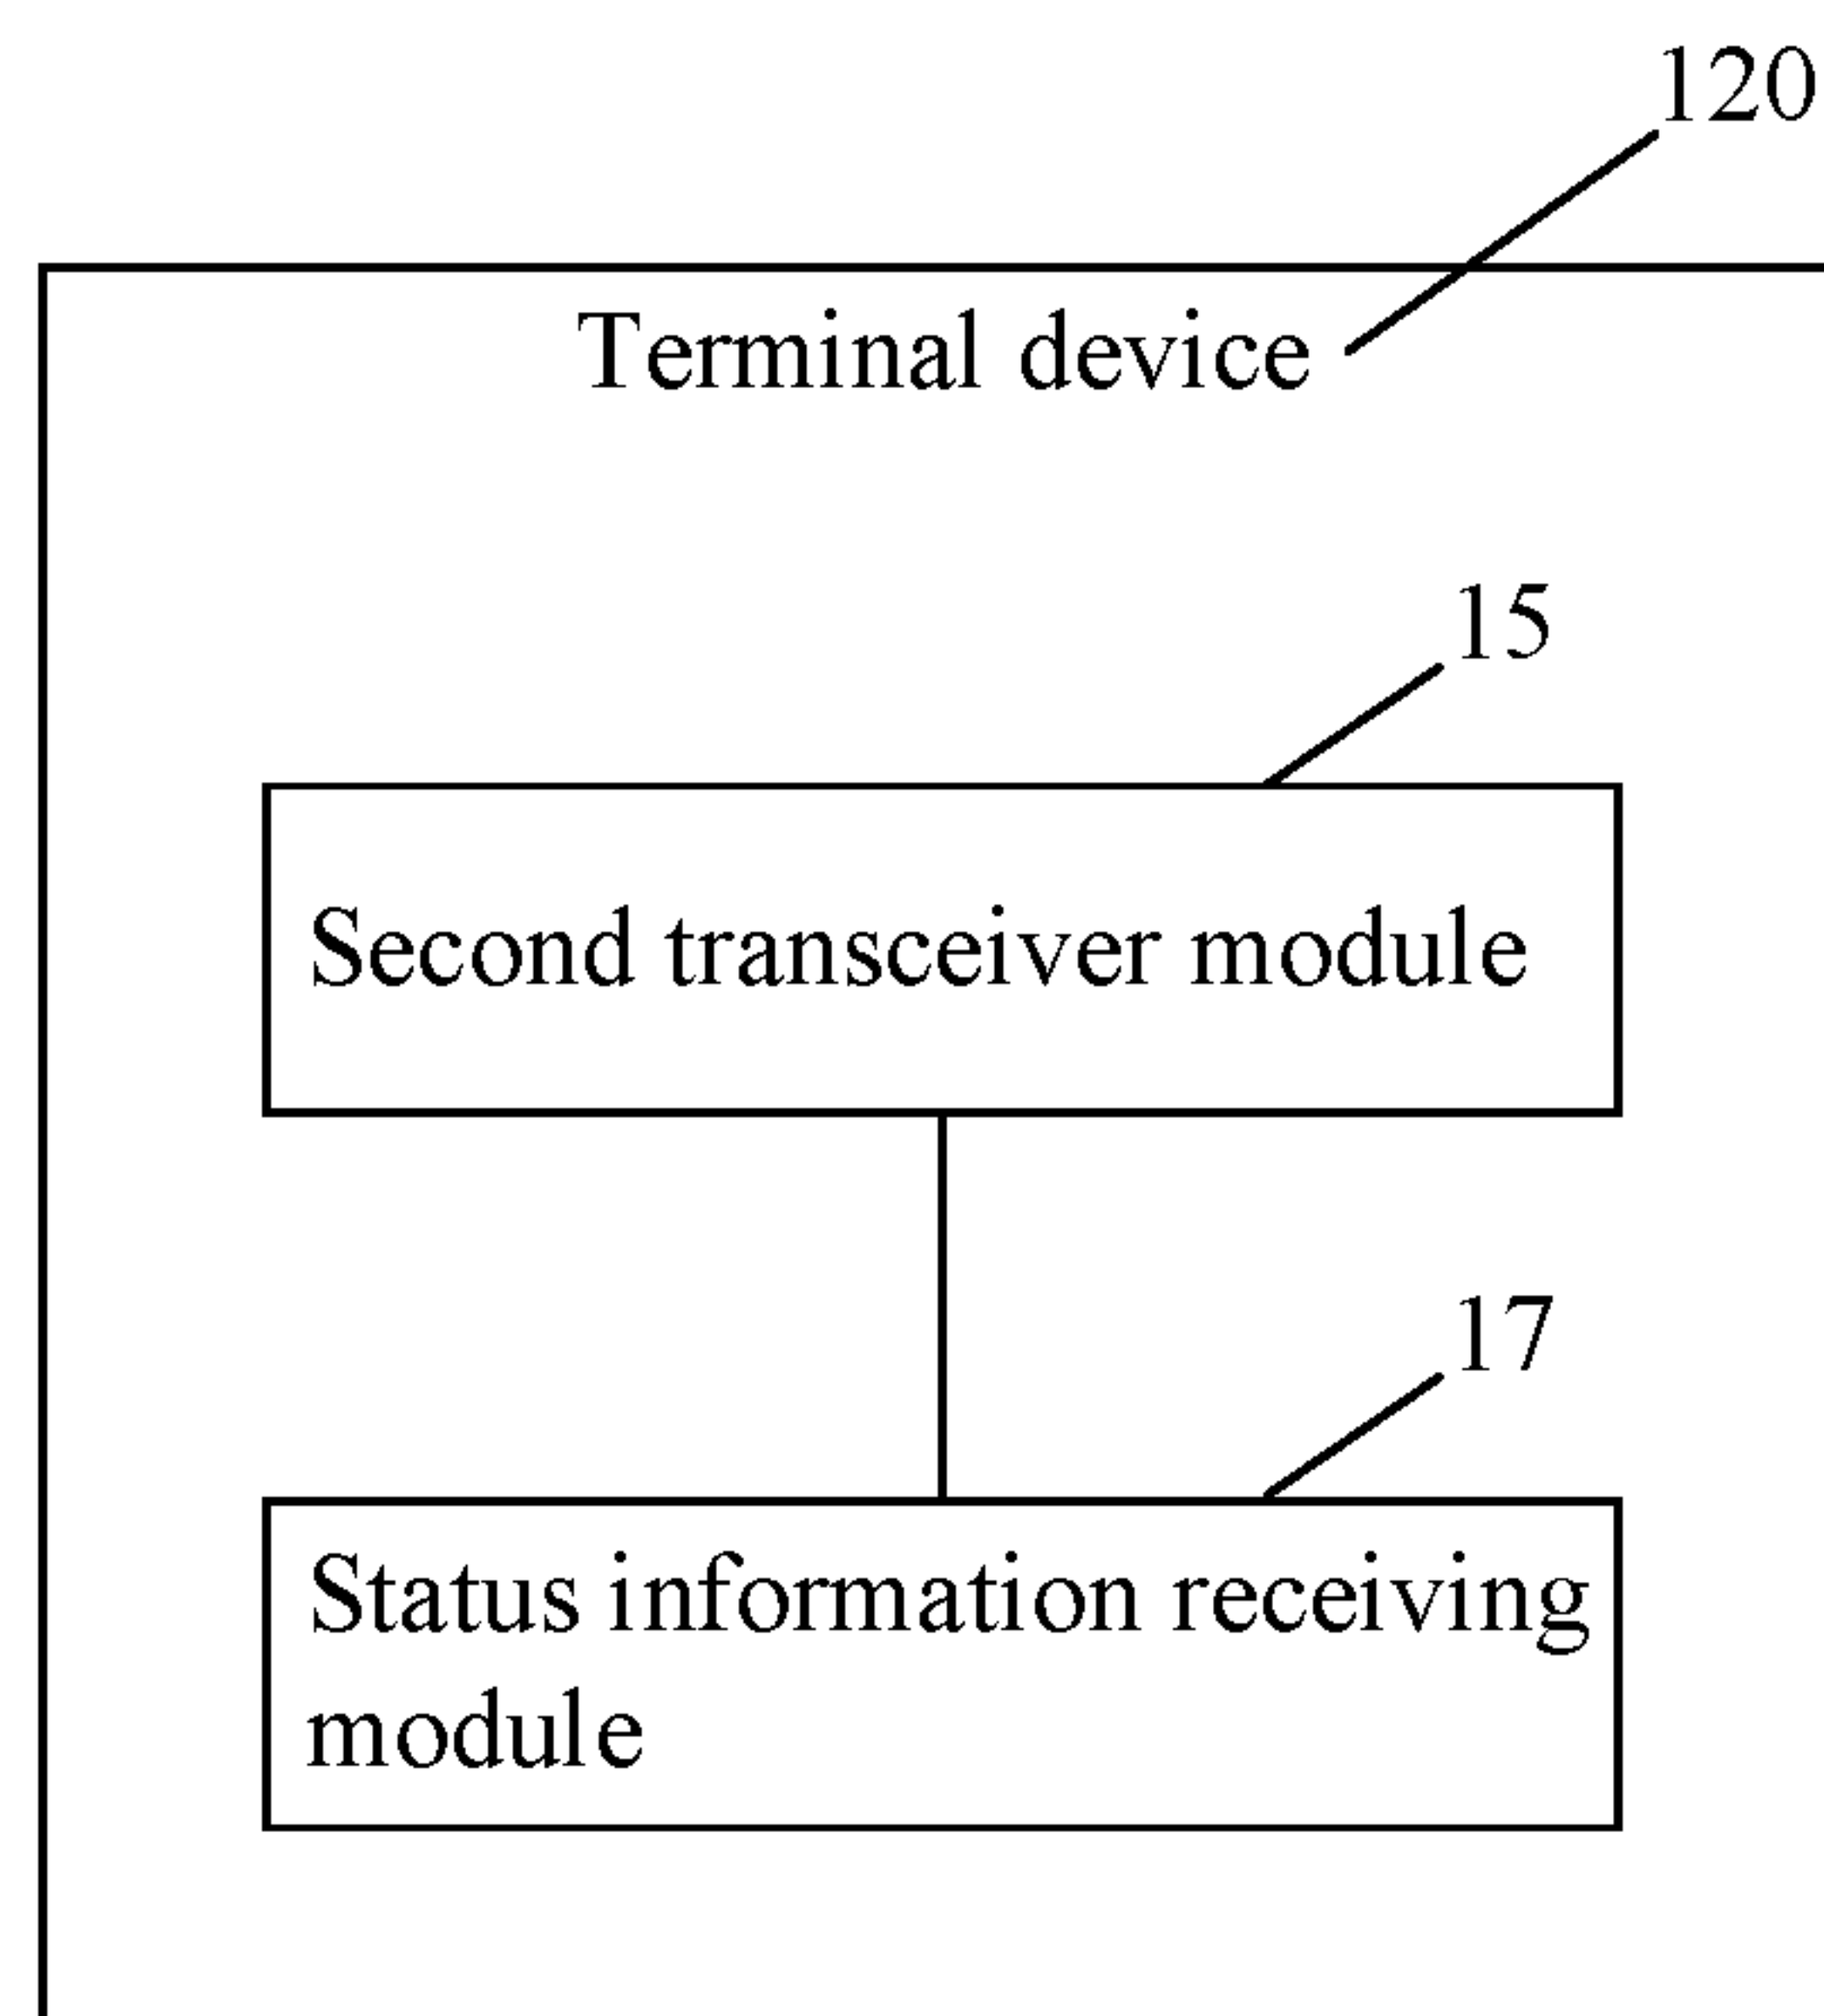 120
Terminal device
15
Second transceiver module
17
Status information receiving
module